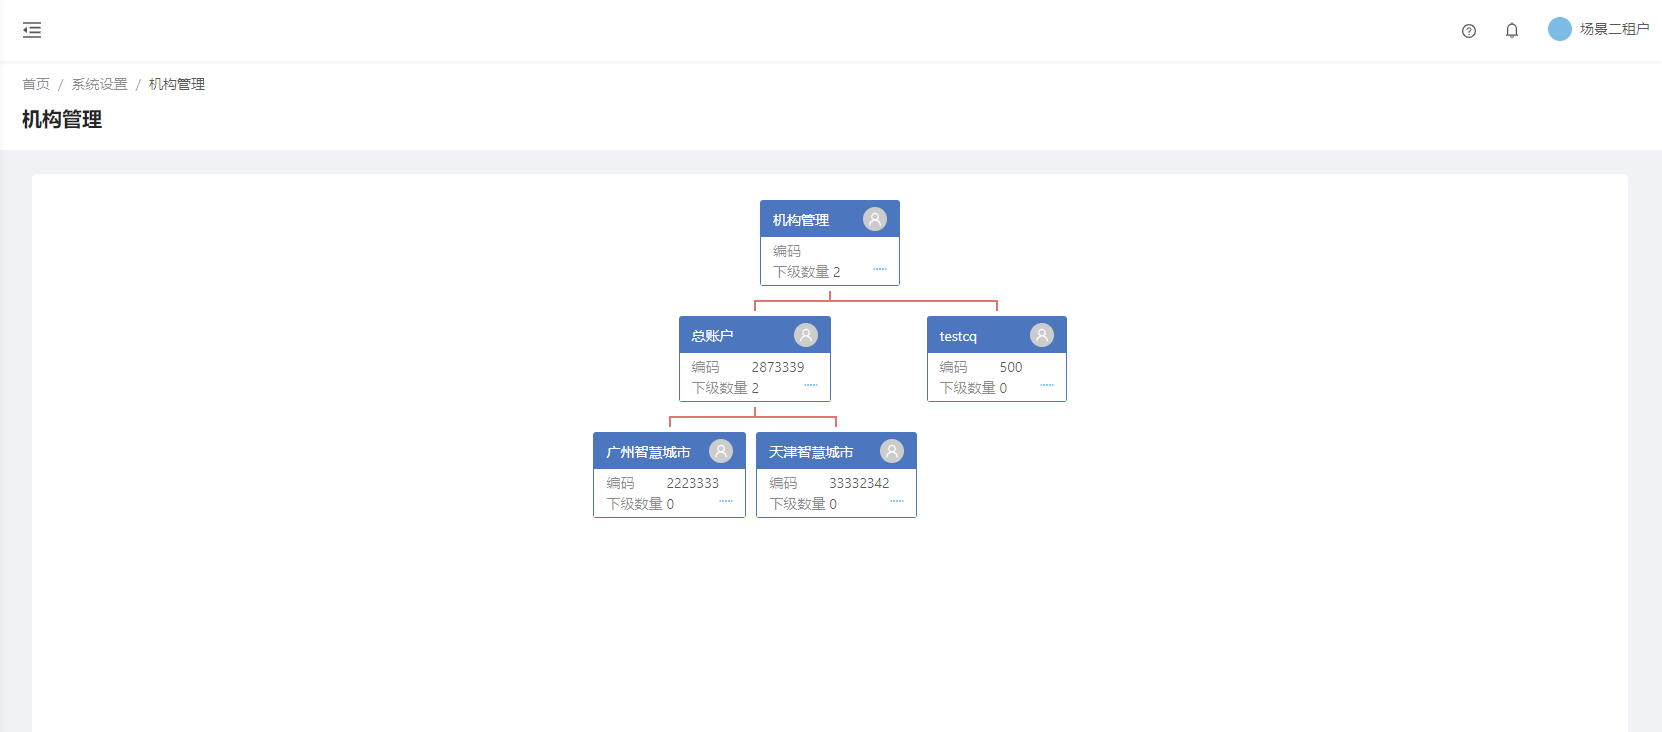 场景二租户
首页 / 系统设置 / 机构管理
机构管理
机构管理
编码
下级数量 2
总账户
编码 2873339
下级数量 2
testcq
编码 500
下级数量 0
广州智慧城市
编码 2223333
下级数量 0
天津智慧城市
编码 33332342
下级数量 0